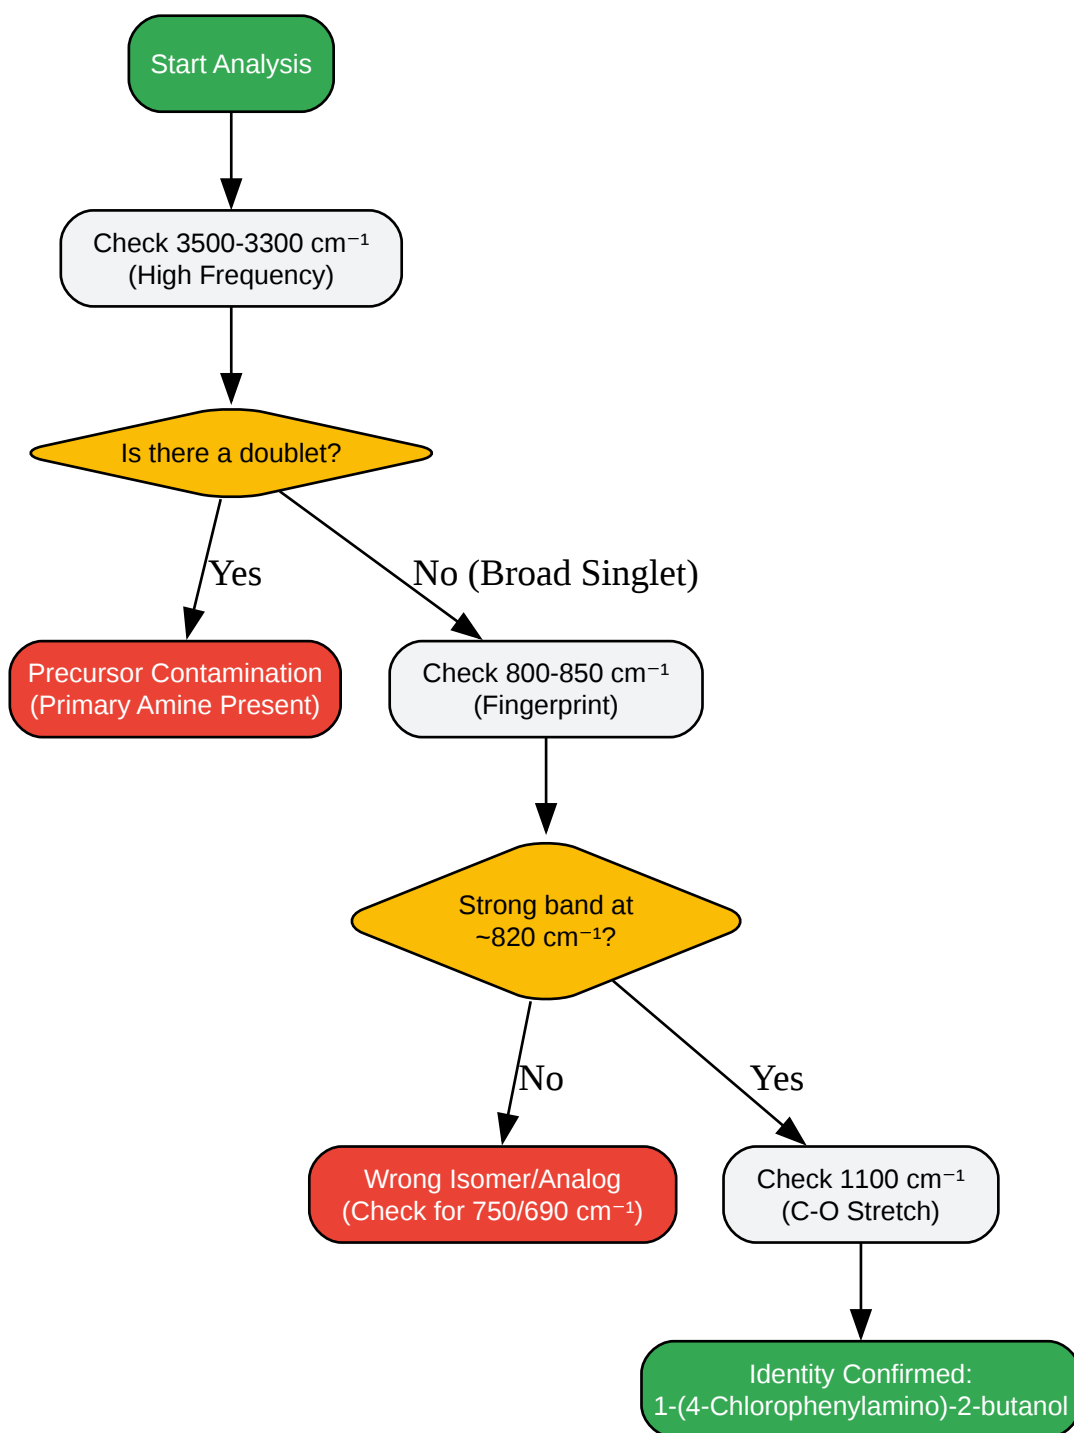 Start Analysis
Check 3500-3300 cm⁻¹
(High Frequency)
Is there a doublet?
Yes
No (Broad Singlet)
Precursor Contamination
(Primary Amine Present)
Check 800-850 cm⁻¹
(Fingerprint)
Strong band at
~820 cm⁻¹?
No
Yes
Wrong Isomer/Analog
(Check for 750/690 cm⁻¹)
Check 1100 cm⁻¹
(C-O Stretch)
Identity Confirmed:
1-(4-Chlorophenylamino)-2-butanol